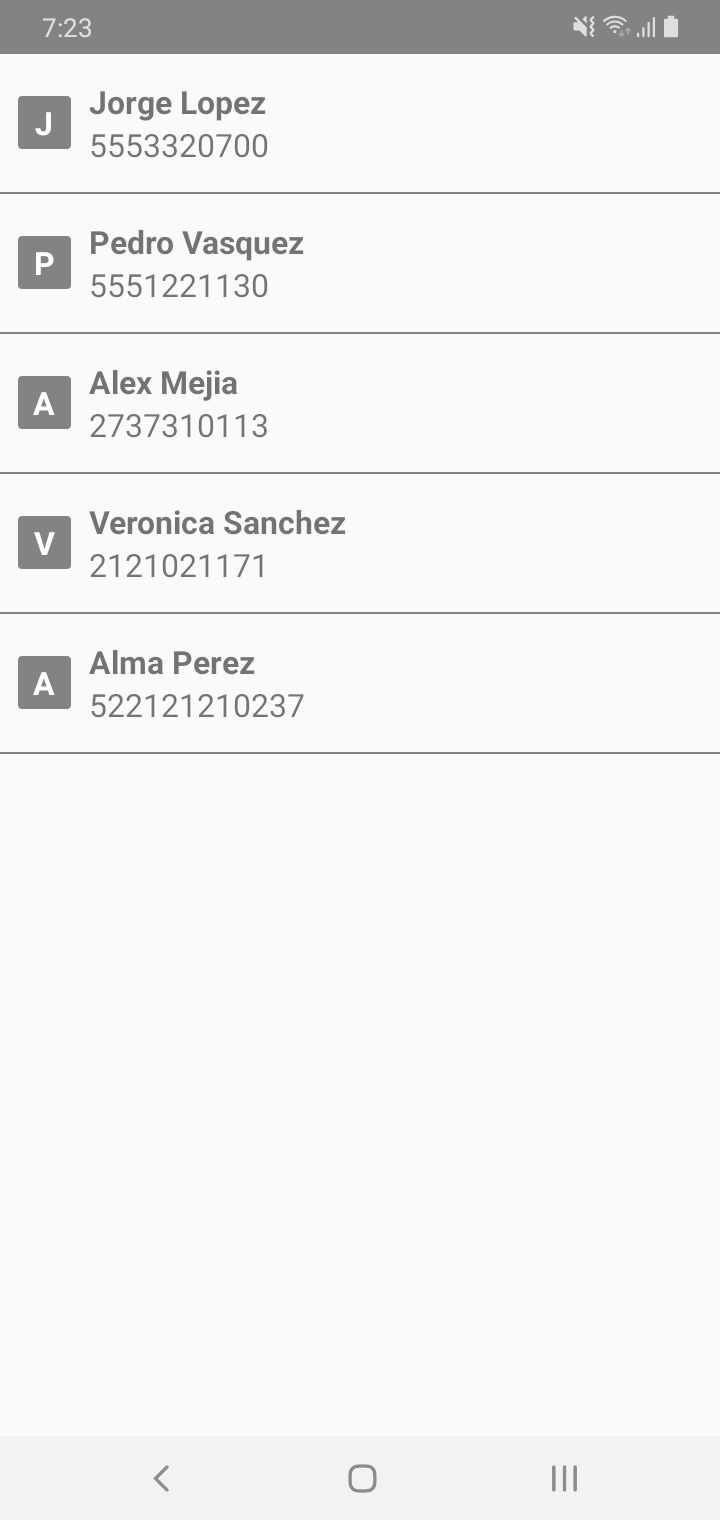 7:23
J
Jorge Lopez
5553320700
P
Pedro Vasquez
5551221130
A
Alex Mejia
2737310113
V
Veronica Sanchez
2121021171
A
Alma Perez
522121210237